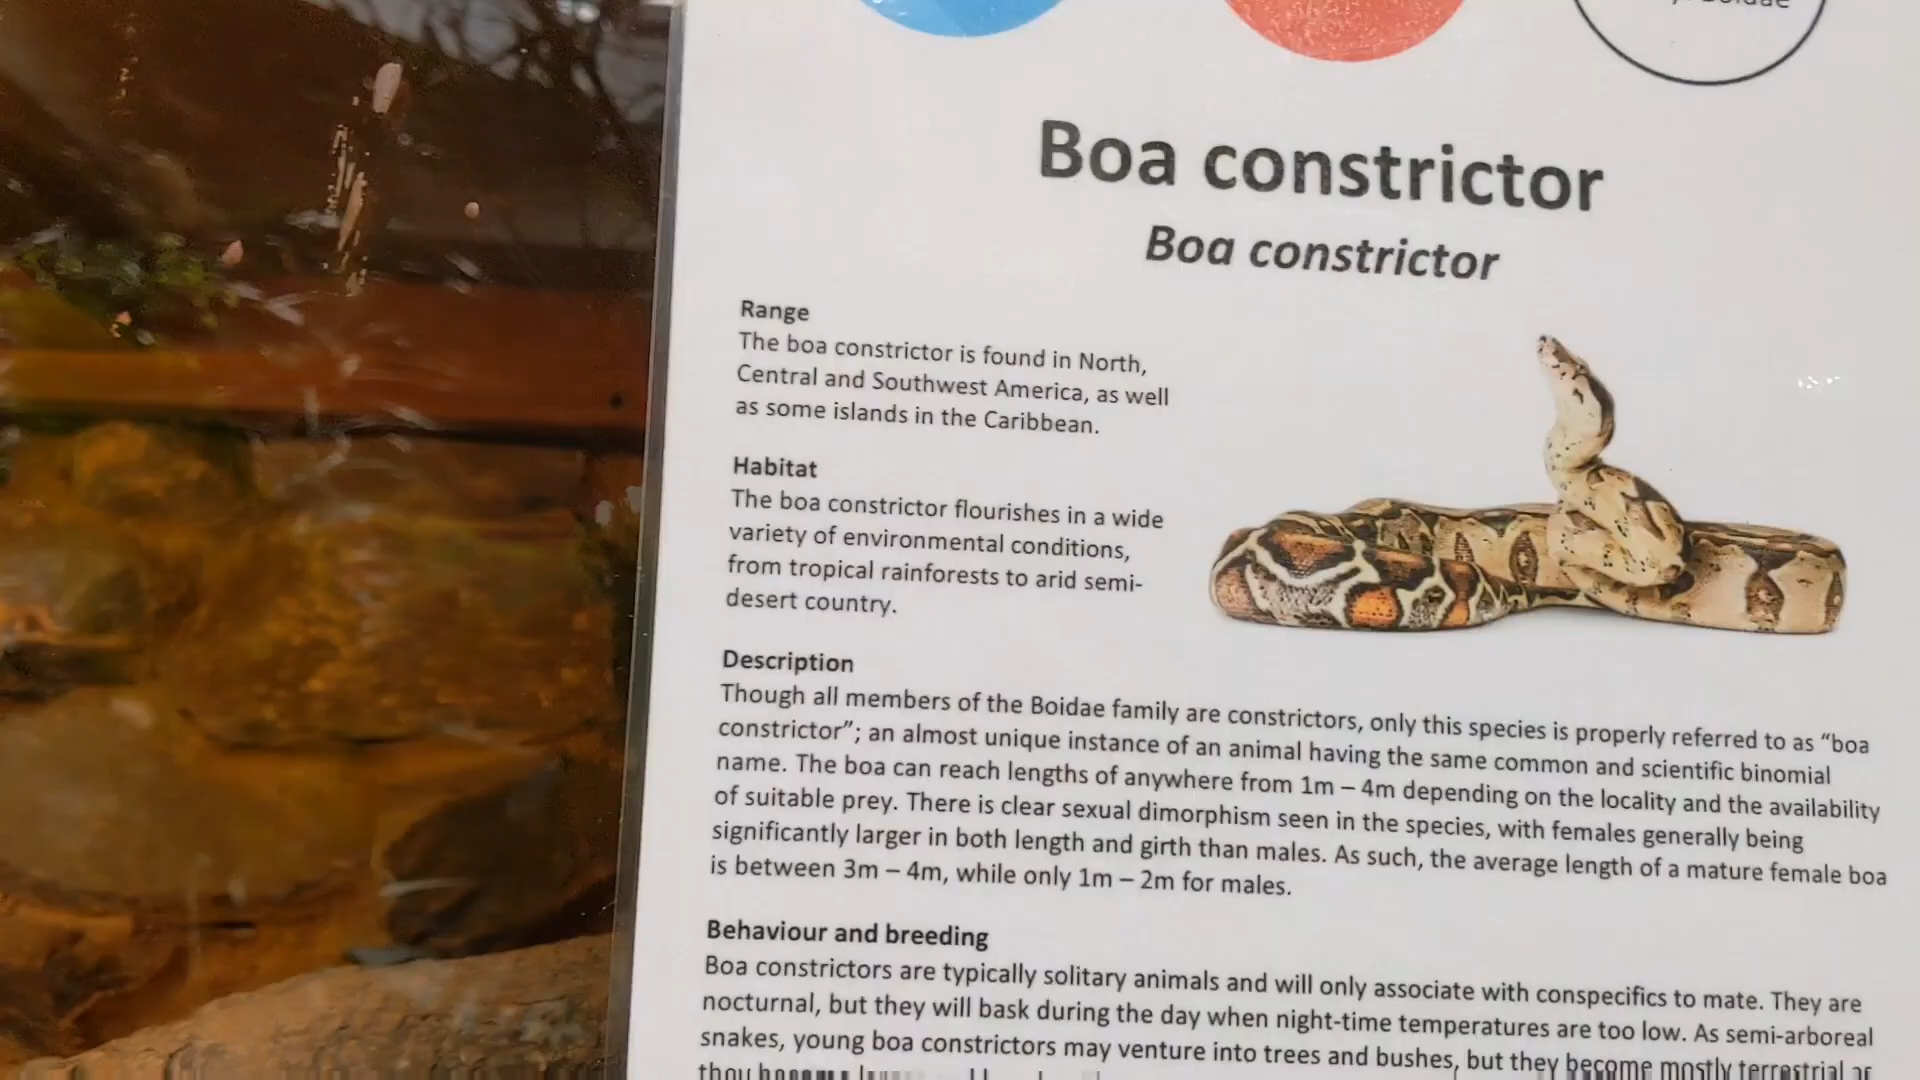 Boidae
Boa constrictor
Boa constrictor
Range
The boa constrictor is found in North,
Central and Southwest America, as well
as some islands in the Caribbean.
Habitat
The boa constrictor flourishes in a wide
variety of environmental conditions,
from tropical rainforests to arid semi-
desert country.
Description
Though all members of the Boidae family are constrictors, only this species is properly referred to as “boa
constrictor”; an almost unique instance of an animal having the same common and scientific binomial
name. The boa can reach lengths of anywhere from 1m – 4m depending on the locality and the availability
of suitable prey. There is clear sexual dimorphism seen in the species, with females generally being
significantly larger in both length and girth than males. As such, the average length of a mature female boa
is between 3m – 4m, while only 1m – 2m for males.
Behaviour and breeding
Boa constrictors are typically solitary animals and will only associate with conspecifics to mate. They are
nocturnal, but they will bask during the day when night-time temperatures are too low. As semi-arboreal
snakes, young boa constrictors may venture into trees and bushes, but they become mostly terrestrial as